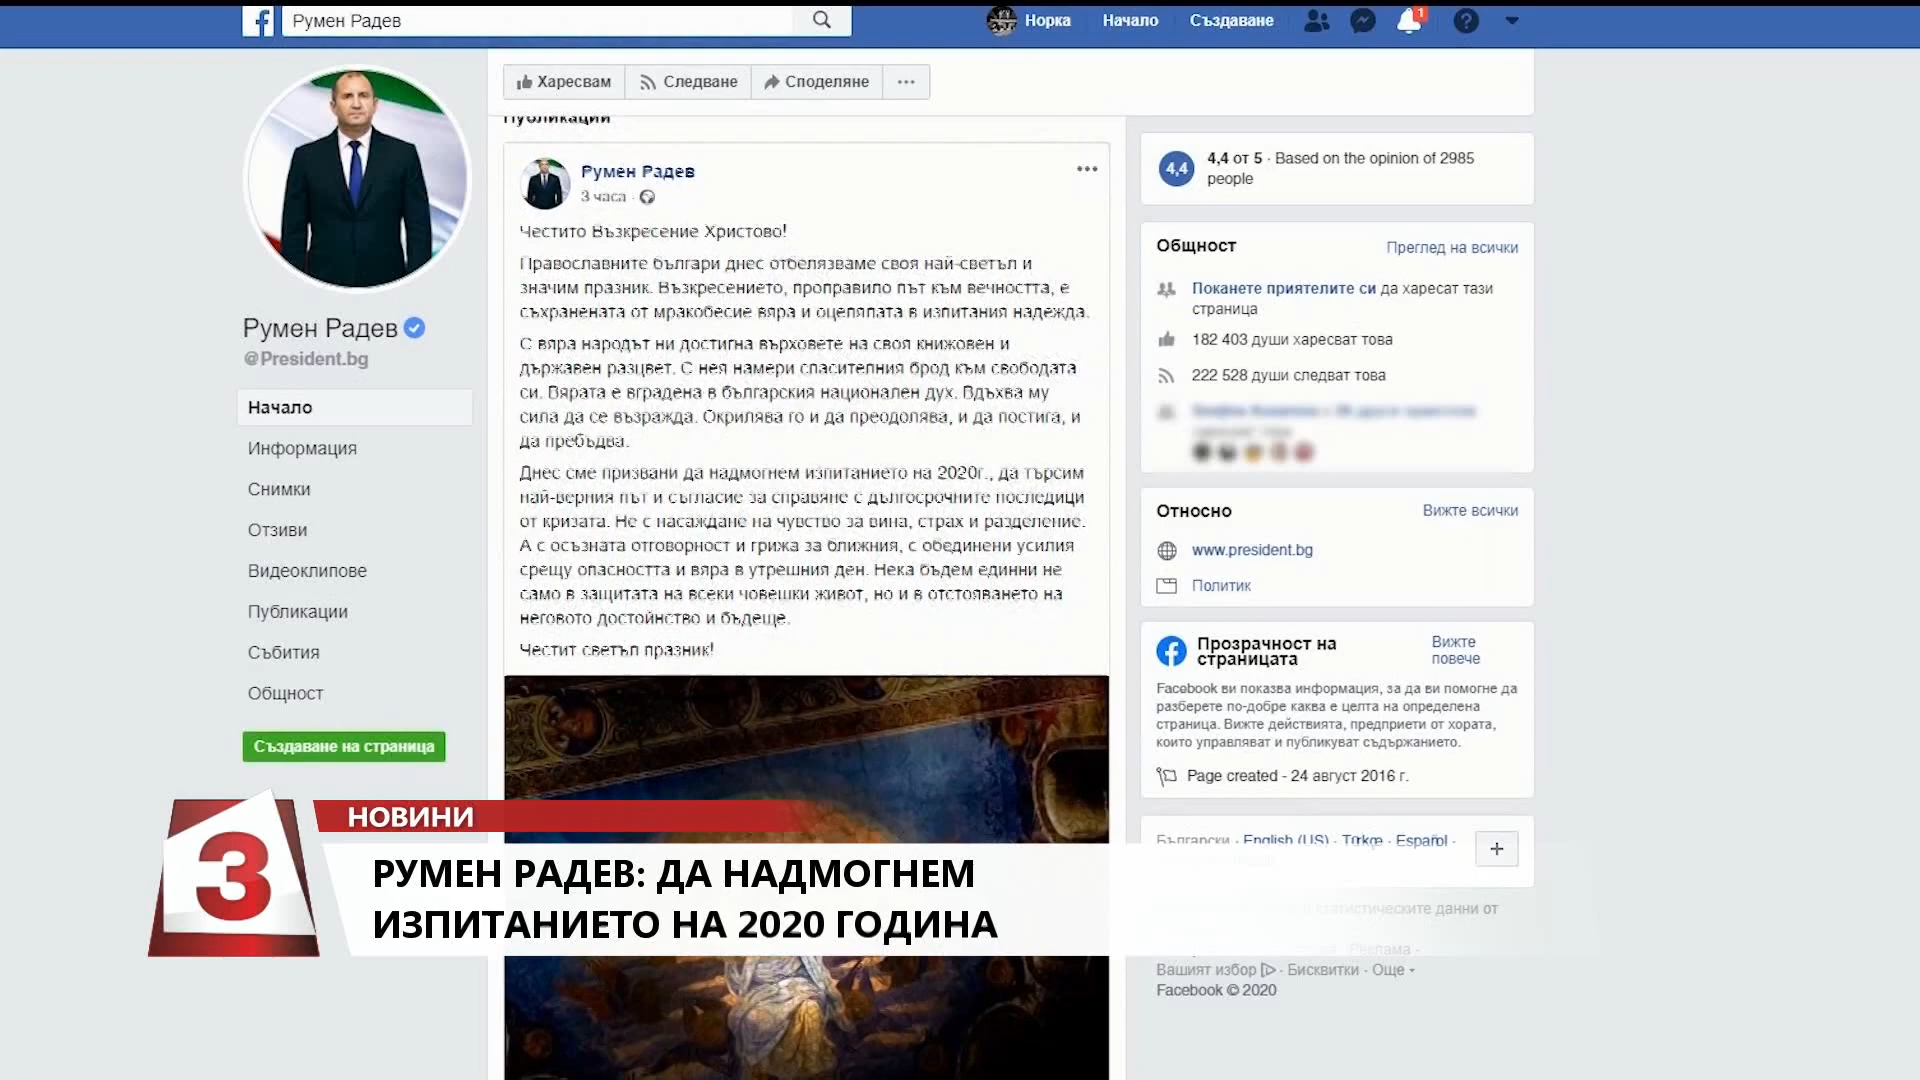 Румен Радев
Норка
Начало
Създаване
1
Харесвам
Следване
Споделяне
Публикации
Румен Радев
@President.bg
Начало
Информация
Снимки
Отзиви
Видеоклипове
Публикации
Събития
Общност
Създаване на страница
Румен Радев
3 часа
Честито Възкресение Христово!
Православните българи днес отбелязваме своя най-светъл и
значим празник. Възкресението, проправило път към вечността, е
съхранената от мракобесие вяра и оцелялата в изпитания надежда.
С вяра народът ни достигна върховете на своя книжовен и
държавен разцвет. С нея намери спасителния брод към свободата
си. Вярата е вградена в българския национален дух. Вдъхва му
сила да се възражда. Окрилява го и да преодолява, и да постига, и
да пребъдва.
Днес сме призвани да надмогнем изпитанието на 2020г., да търсим
най-верния път и съгласие за справяне с дългосрочните последици
от кризата. Не с насаждане на чувство за вина, страх и разделение.
А с осъзната отговорност и грижа за ближния, с обединени усилия
срещу опасността и вяра в утрешния ден. Нека бъдем единни не
само в защитата на всеки човешки живот, но и в отстояването на
неговото достойнство и бъдеще.
Честит светъл празник!
4,4
4,4 от 5 · Based on the opinion of 2985
people
Общност
Преглед на всички
Поканете приятелите си да харесат тази
страница
182 403 души харесват това
222 528 души следват това
Относно
Вижте всички
www.president.bg
Политик
Прозрачност на
страницата
Вижте
повече
Facebook ви показва информация, за да ви помогне да
разберете по-добре каква е целта на определена
страница. Вижте действията, предприети от хората,
които управляват и публикуват съдържанието.
Page created - 24 август 2016 г.
Български · English (US) · Türkçe · Español ·
статистическите данни от
Реклама ·
Вашият избор · Бисквитки · Още
Facebook © 2020
3
НОВИНИ
РУМЕН РАДЕВ: ДА НАДМОГНЕМ
ИЗПИТАНИЕТО НА 2020 ГОДИНА